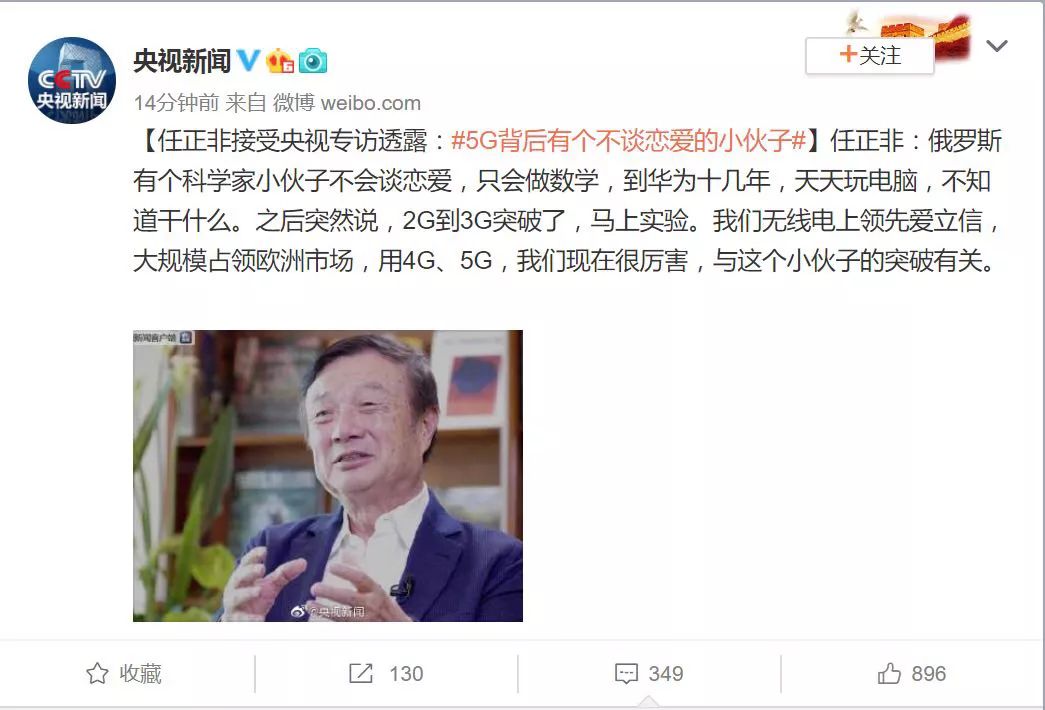 CCTV
央视新闻
央视新闻
+关注
14分钟前 来自 微博 weibo.com
【任正非接受央视专访透露：#5G背后有个不谈恋爱的小伙子#】任正非：俄罗斯
有个科学家小伙子不会谈恋爱，只会做数学，到华为十几年，天天玩电脑，不知
道干什么。之后突然说，2G到3G突破了，马上实验。我们无线电上领先爱立信，
大规模占领欧洲市场，用4G、5G，我们现在很厉害，与这个小伙子的突破有关。
新闻客户端
@央视新闻
收藏
130
349
896